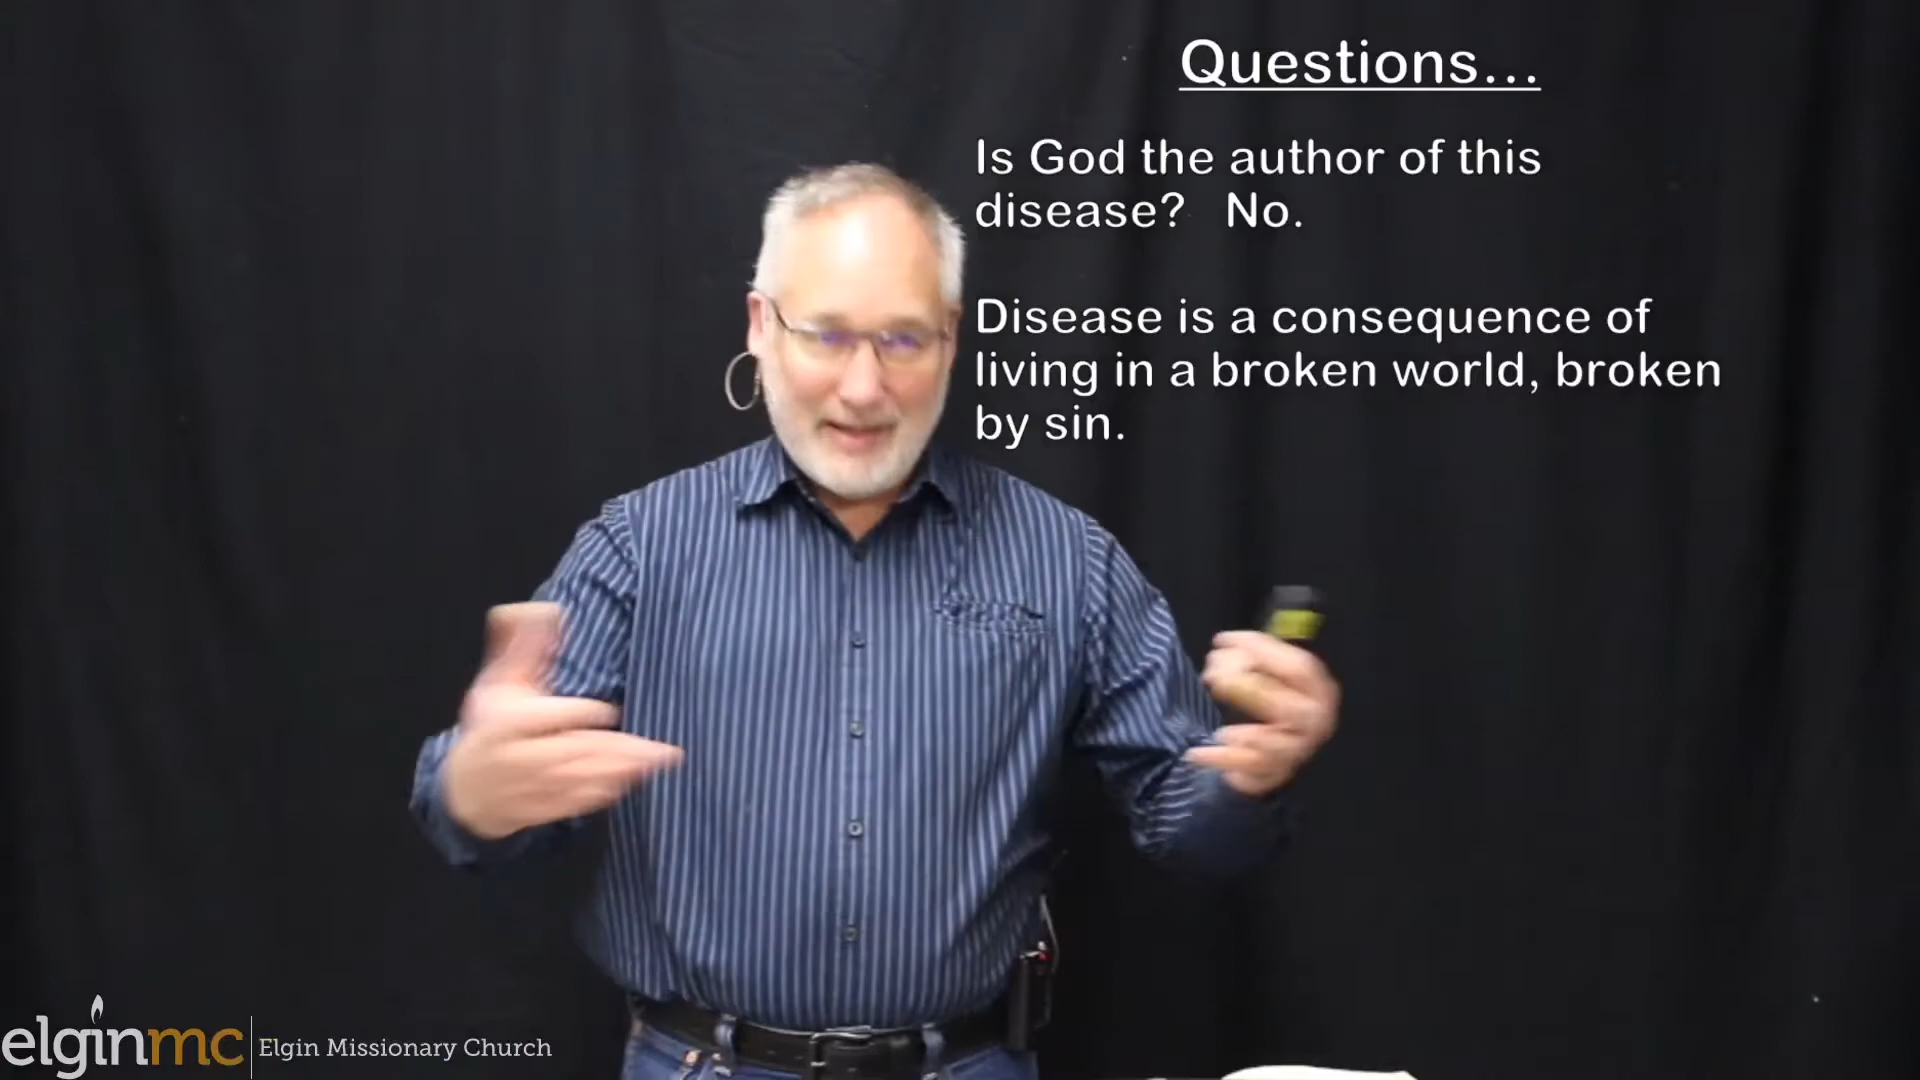 Questions...
Is God the author of this
disease? No.
Disease is a consequence of
living in a broken world, broken
by sin.
elginmc
Elgin Missionary Church